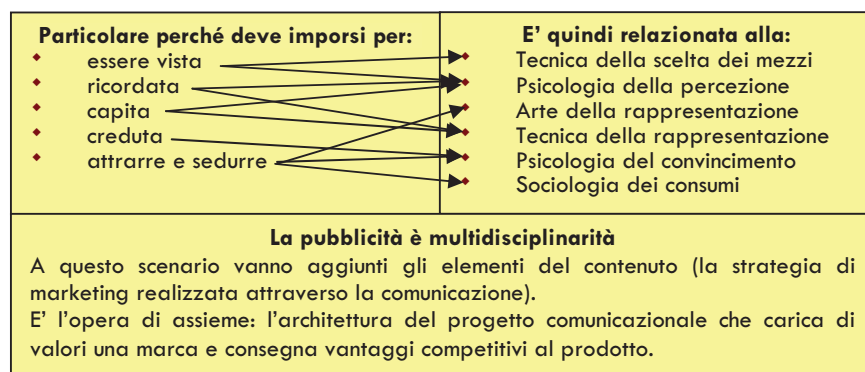 Particolare perché deve imporsi per:
essere vista
ricordata
capita
creduta
attrarre e sedurre
E' quindi relazionata alla:
Tecnica della scelta dei mezzi
Psicologia della percezione
Arte della rappresentazione
Tecnica della rappresentazione
Psicologia del convincimento
Sociologia dei consumi
La pubblicità è multidisciplinarità
A questo scenario vanno aggiunti gli elementi del contenuto (la strategia di
marketing realizzata attraverso la comunicazione).
E' l'opera di assieme: l'architettura del progetto comunicazionale che carica di
valori una marca e consegna vantaggi competitivi al prodotto.